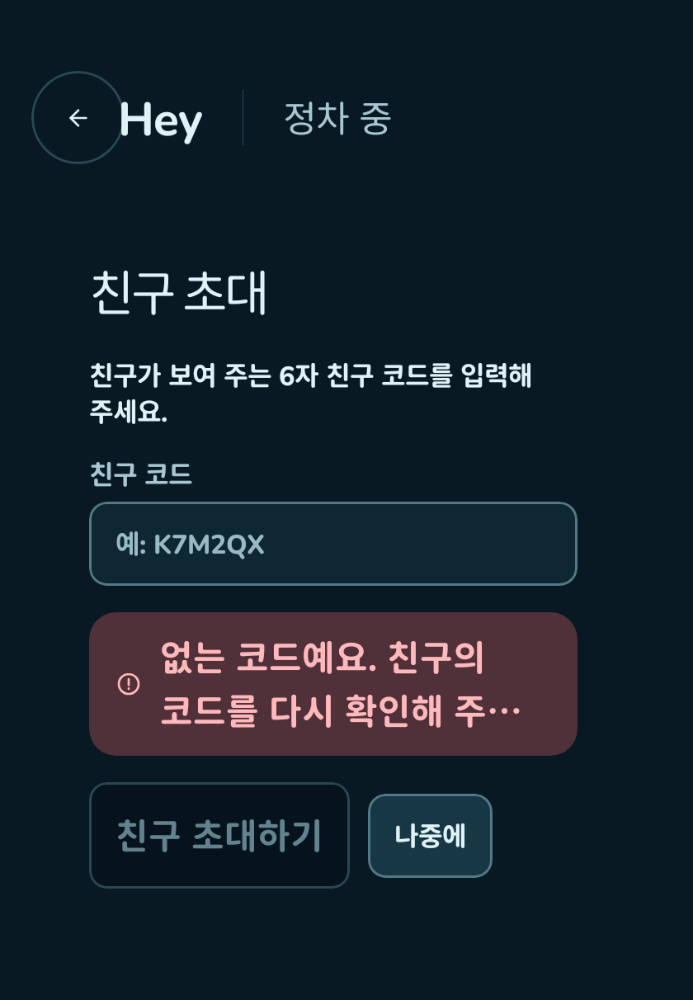 Hey
정차 중
친구 초대
친구가 보여 주는 6자 친구 코드를 입력해
주세요.
친구 코드
예: K7M2QX
없는 코드예요. 친구의
코드를 다시 확인해 주…
친구 초대하기
나중에